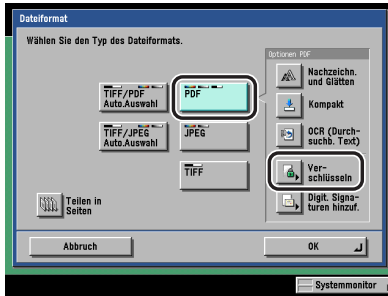 Dateiformat
Wählen Sie den Typ des Dateiformats.
Optionen PDF
TIFF/PDF
Auto.Auswahl
PDF
Nachzeichn.
und Glätten
Kompakt
TIFF/JPEG
Auto.Auswahl
JPEG
OCR (Durch-
suchb. Text)
TIFF
Ver-
schlüsseln
Teilen in
Seiten
Digit. Signa-
turen hinzuf.
Abbruch
OK
Systemmonitor